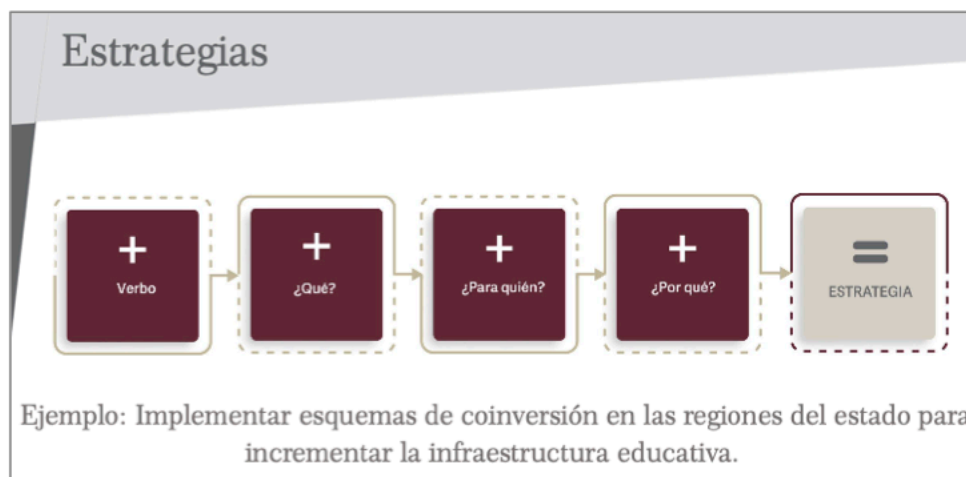 Estrategias
+
Verbo
+
¿Qué?
+
¿Para quién?
+
¿Por qué?
=
ESTRATEGIA
Ejemplo: Implementar esquemas de coinversión en las regiones del estado para
incrementar la infraestructura educativa.